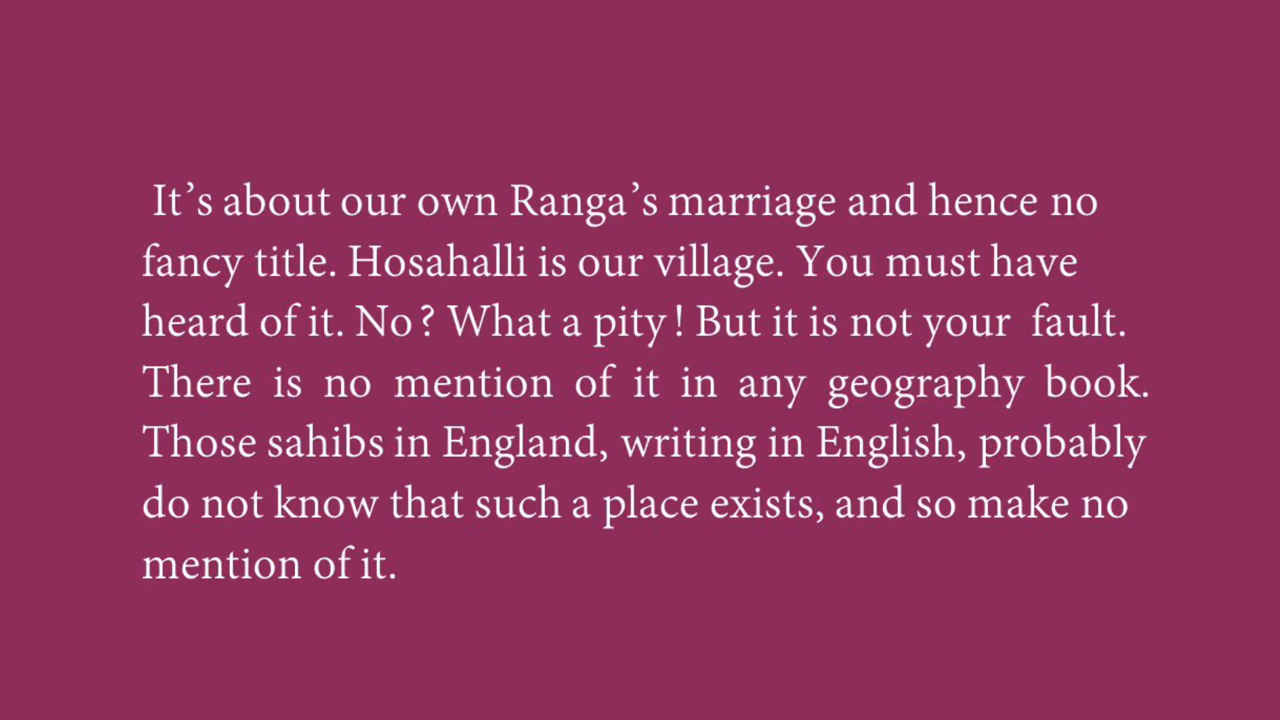 It’s about our own Ranga’s marriage and hence no
fancy title. Hosahalli is our village. You must have
heard of it. No? What a pity! But it is not your fault.
There is no mention of it in any geography book.
Those sahibs in England, writing in English, probably
do not know that such a place exists, and so make no
mention of it.